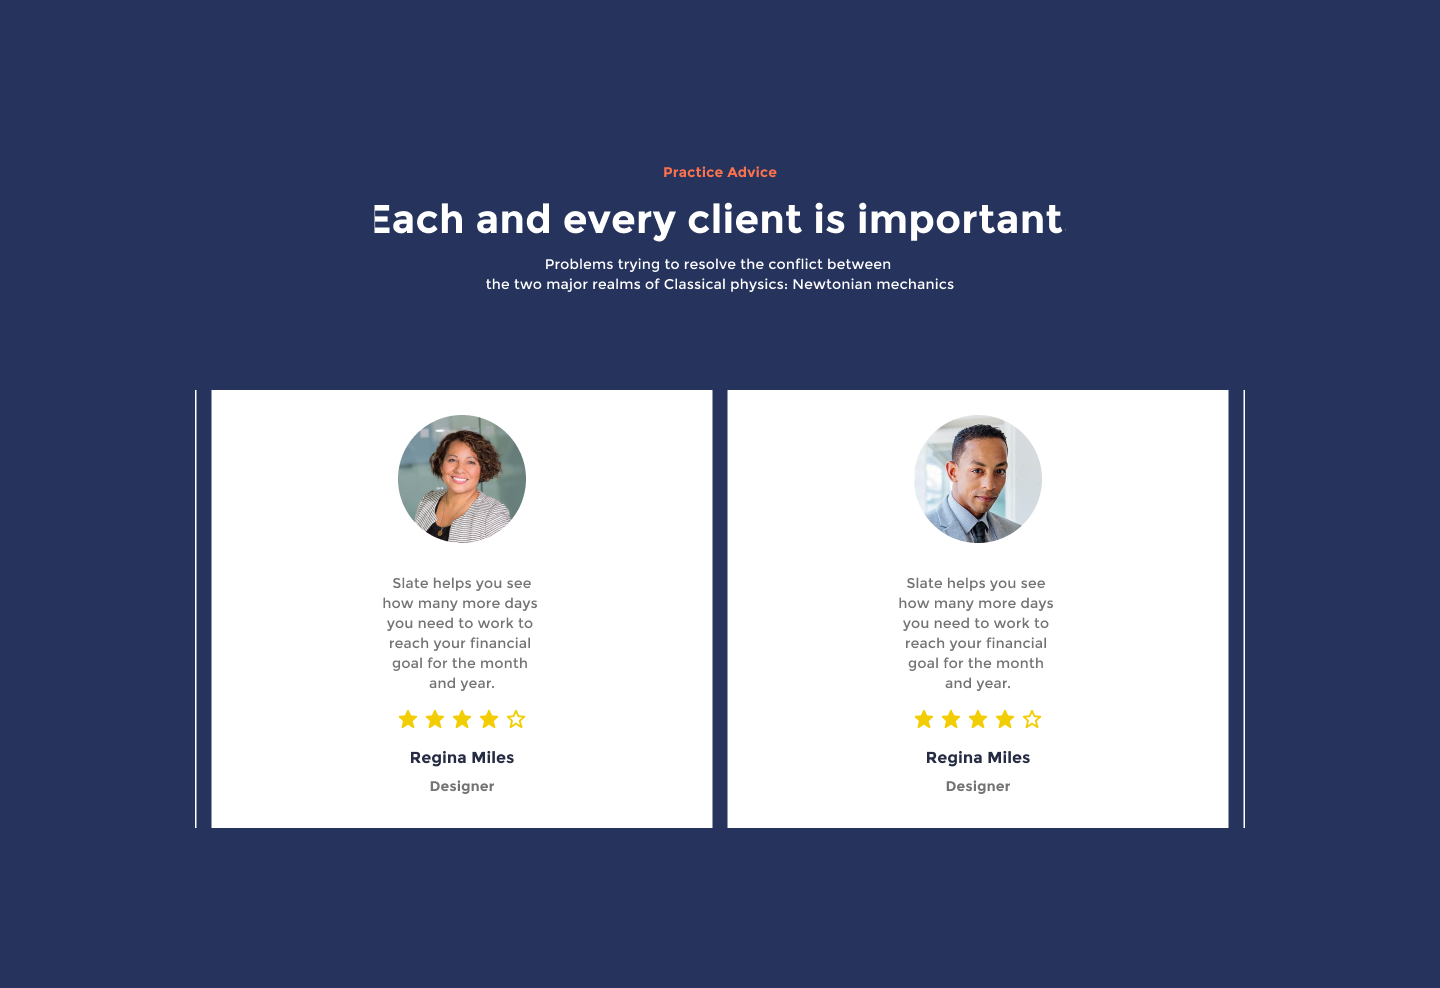 Practice Advice
Each and every client is important.
Problems trying to resolve the conflict between
the two major realms of Classical physics: Newtonian mechanics
Slate helps you see
how many more days
you need to work to
reach your financial
goal for the month
and year.
Regina Miles
Designer
Slate helps you see
how many more days
you need to work to
reach your financial
goal for the month
and year.
Regina Miles
Designer